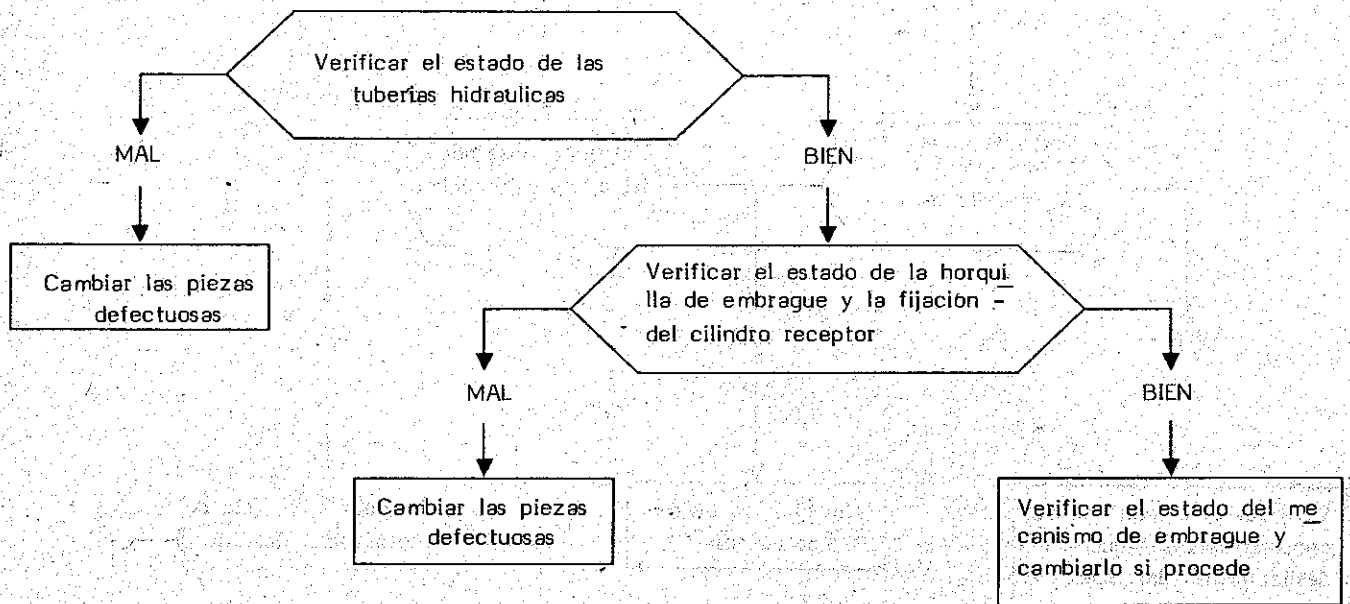 Verificar el estado de las
tuberias hidraulicas
MAL
BIEN
Cambiar las piezas
defectuosas
Verificar el estado de la horqui
lla de embrague y la fijación -
del cilindro receptor
MAL
BIEN
Cambiar las piezas
defectuosas
Verificar el estado del me
canismo de embrague y
cambiarlo si procede